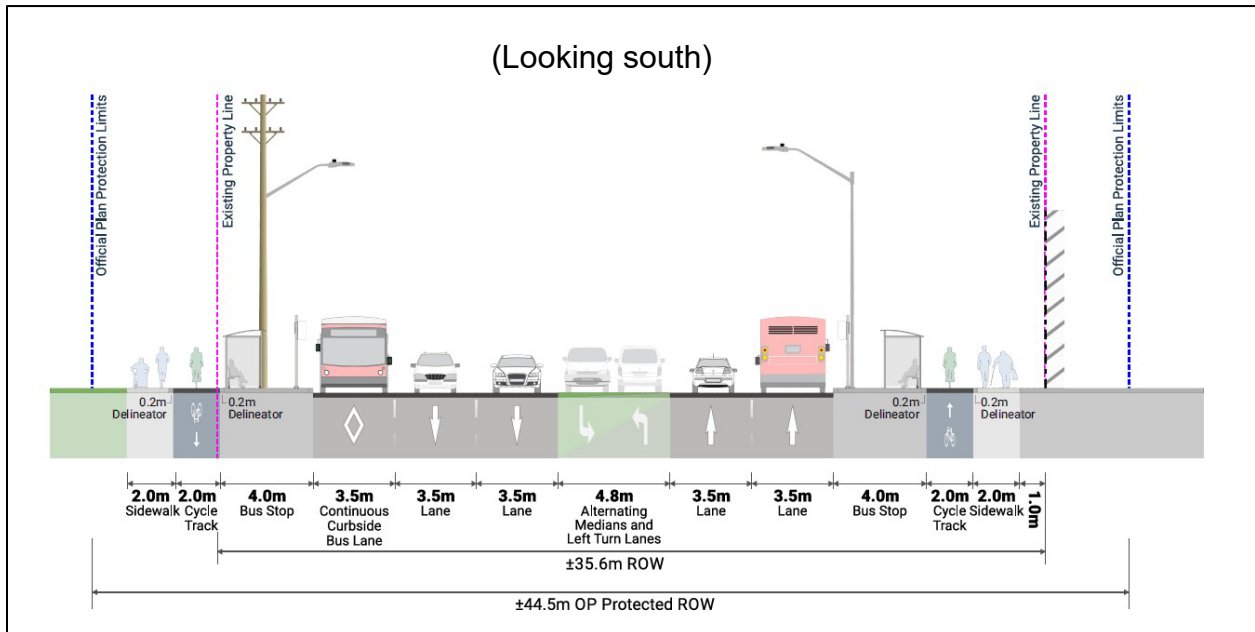 (Looking south)
Official Plan Protection Limits
Existing Property Line
Existing Property Line
Official Plan Protection Limits
0.2m
Delineator
0.2m
Delineator
0.2m
Delineator
0.2m
Delineator
2.0m
Sidewalk
2.0m
Cycle
Track
4.0m
Bus Stop
3.5m
Continuous
Curbside
Bus Lane
3.5m
Lane
3.5m
Lane
4.8m
Alternating
Medians and
Left Turn Lanes
3.5m
Lane
3.5m
Lane
4.0m
Bus Stop
2.0m
Cycle
Track
2.0m
Sidewalk
1.0m
±35.6m ROW
±44.5m OP Protected ROW